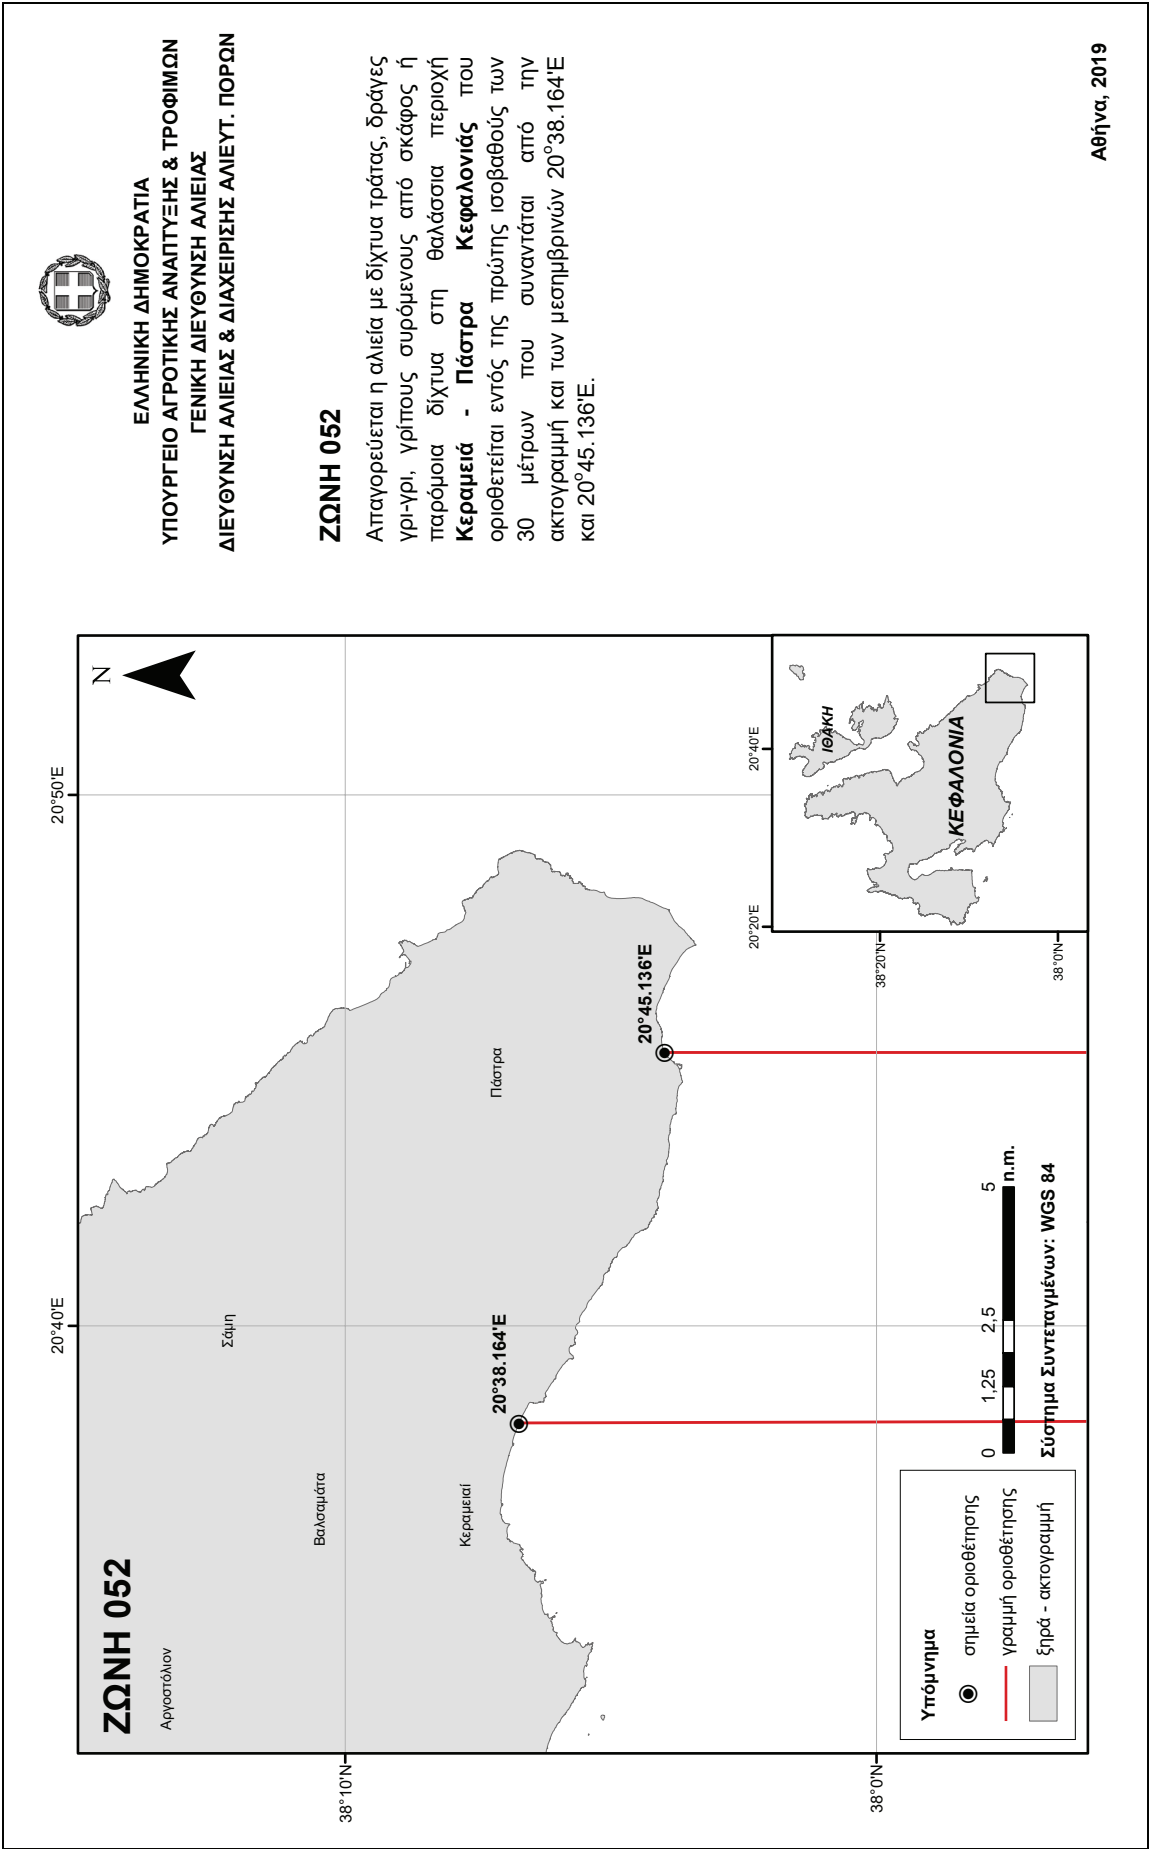 ΖΩΝΗ 052
Αργοστόλιον
Σάμη
Βαλσαμάτα
Κεραμειαί
Πάστρα
20°38.164'E
20°45.136'E
20°40'E
20°50'E
38°10'N
38°0'N
N
Υπόμνημα
σημεία οριοθέτησης
γραμμή οριοθέτησης
ξηρά - ακτογραμμή
0 1,25 2,5 5
n.m.
Σύστημα Συντεταγμένων: WGS 84
20°20'E
20°40'E
38°20'N
38°0'N
ΙΘΑΚΗ
ΚΕΦΑΛΟΝΙΑ
ΕΛΛΗΝΙΚΗ ΔΗΜΟΚΡΑΤΙΑ
ΥΠΟΥΡΓΕΙΟ ΑΓΡΟΤΙΚΗΣ ΑΝΑΠΤΥΞΗΣ & ΤΡΟΦΙΜΩΝ
ΓΕΝΙΚΗ ΔΙΕΥΘΥΝΣΗ ΑΛΙΕΙΑΣ
ΔΙΕΥΘΥΝΣΗ ΑΛΙΕΙΑΣ & ΔΙΑΧΕΙΡΙΣΗΣ ΑΛΙΕΥΤ. ΠΟΡΩΝ
ΖΩΝΗ 052
Απαγορεύεται η αλιεία με δίχτυα τράτας, δράγες
γρι-γρι, γρίπους συρόμενους από σκάφος ή
παρόμοια δίχτυα στη θαλάσσια περιοχή
Κεραμειά - Πάστρα Κεφαλονιάς που
οριοθετείται εντός της πρώτης ισοβαθούς των
30 μέτρων που συναντάται από την
ακτογραμμή και των μεσημβρινών 20°38.164'E
και 20°45.136'E.
Αθήνα, 2019